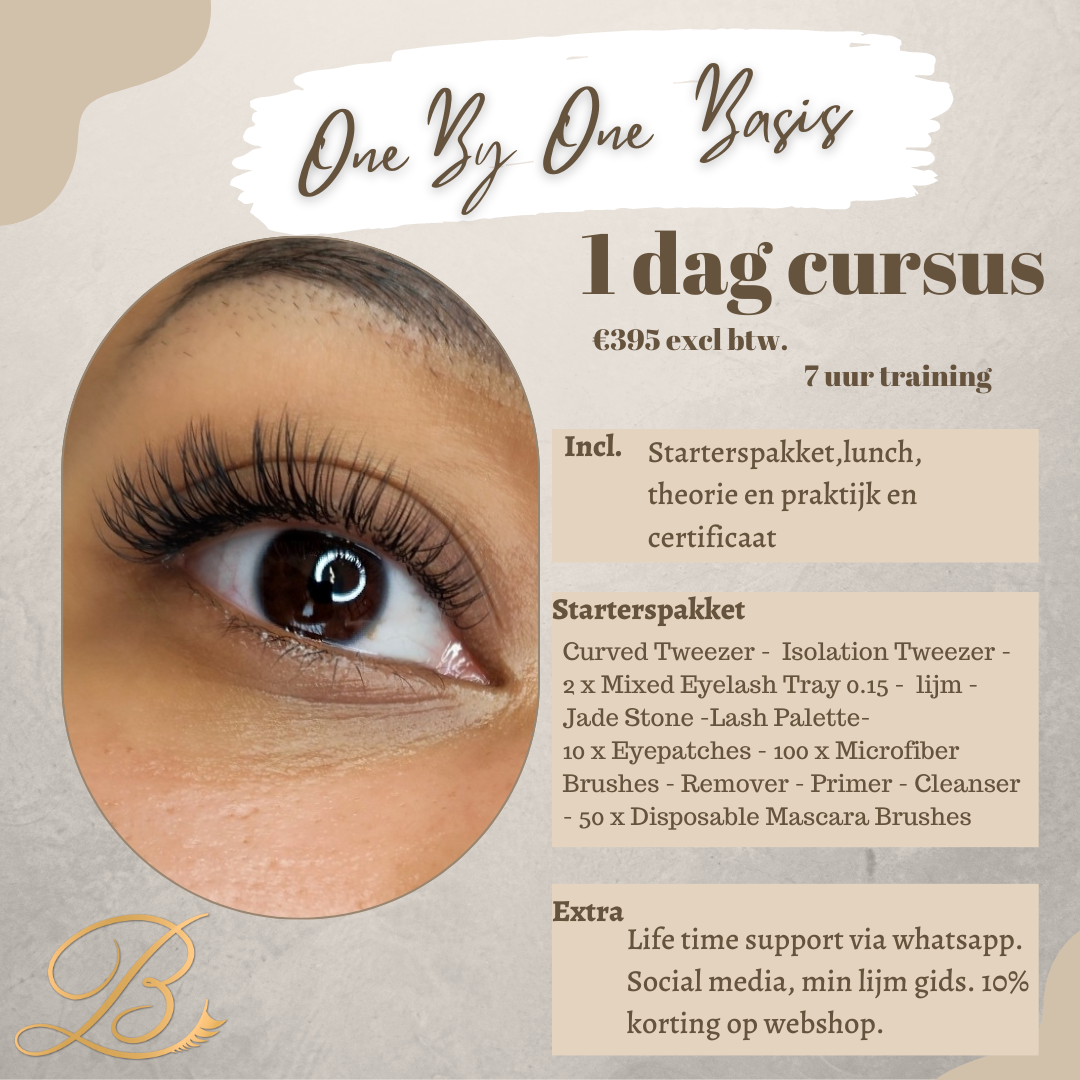 One By One Basis
1 dag cursus
€395 excl btw.
7 uur training
Incl.
Starterspakket,lunch,
theorie en praktijk en
certificaat
Starterspakket
Curved Tweezer - Isolation Tweezer -
2 x Mixed Eyelash Tray 0.15 - lijm -
Jade Stone -Lash Palette-
10 x Eyepatches - 100 x Microfiber
Brushes - Remover - Primer - Cleanser
- 50 x Disposable Mascara Brushes
Extra
Life time support via whatsapp.
Social media, min lijm gids. 10%
korting op webshop.
B